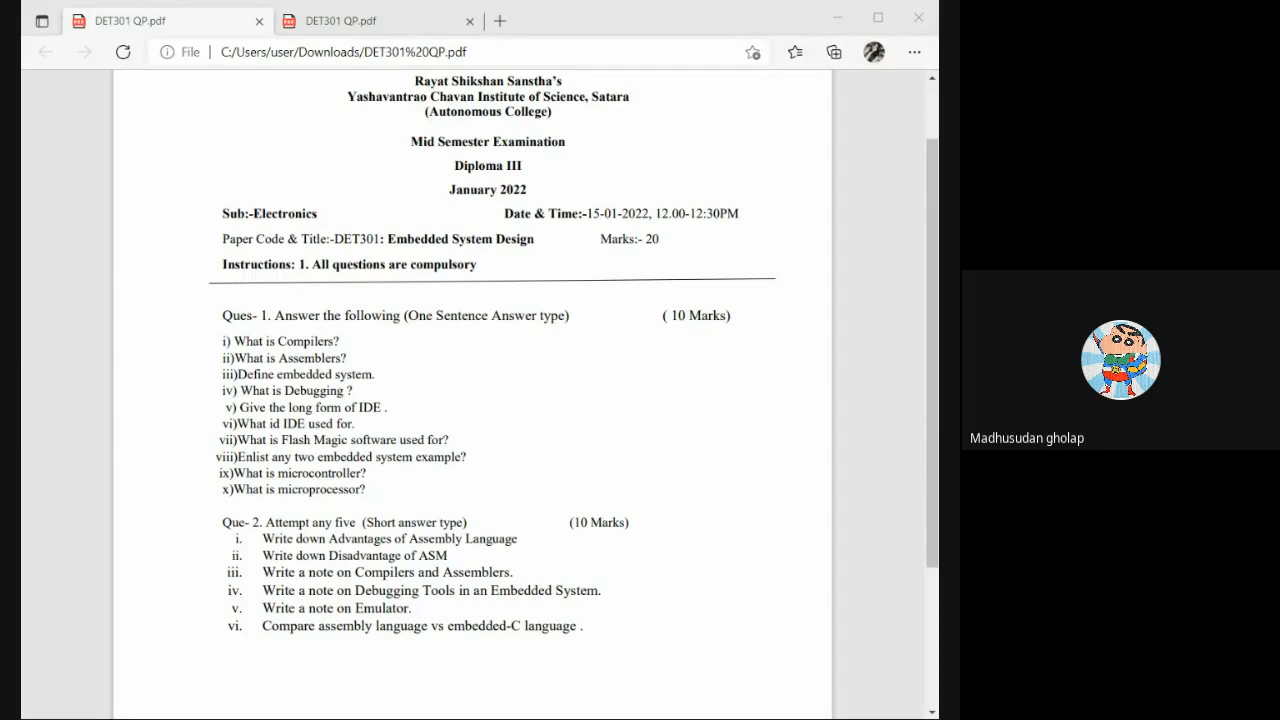 DET301 QP.pdf
DET301 QP.pdf
File | C:/Users/user/Downloads/DET301%20QP.pdf
Rayat Shikshan Sanstha's
Yashavantrao Chavan Institute of Science, Satara
(Autonomous College)
Mid Semester Examination
Diploma III
January 2022
Sub:-Electronics Date & Time:-15-01-2022, 12.00-12:30PM
Paper Code & Title:-DET301: Embedded System Design Marks:- 20
Instructions: 1. All questions are compulsory
Ques- 1. Answer the following (One Sentence Answer type) ( 10 Marks)
i) What is Compilers?
ii)What is Assemblers?
iii)Define embedded system.
iv) What is Debugging ?
v) Give the long form of IDE .
vi)What id IDE used for.
vii)What is Flash Magic software used for?
viii)Enlist any two embedded system example?
ix)What is microcontroller?
x)What is microprocessor?
Que- 2. Attempt any five (Short answer type) (10 Marks)
i. Write down Advantages of Assembly Language
ii. Write down Disadvantage of ASM
iii. Write a note on Compilers and Assemblers.
iv. Write a note on Debugging Tools in an Embedded System.
v. Write a note on Emulator.
vi. Compare assembly language vs embedded-C language .
Madhusudan gholap